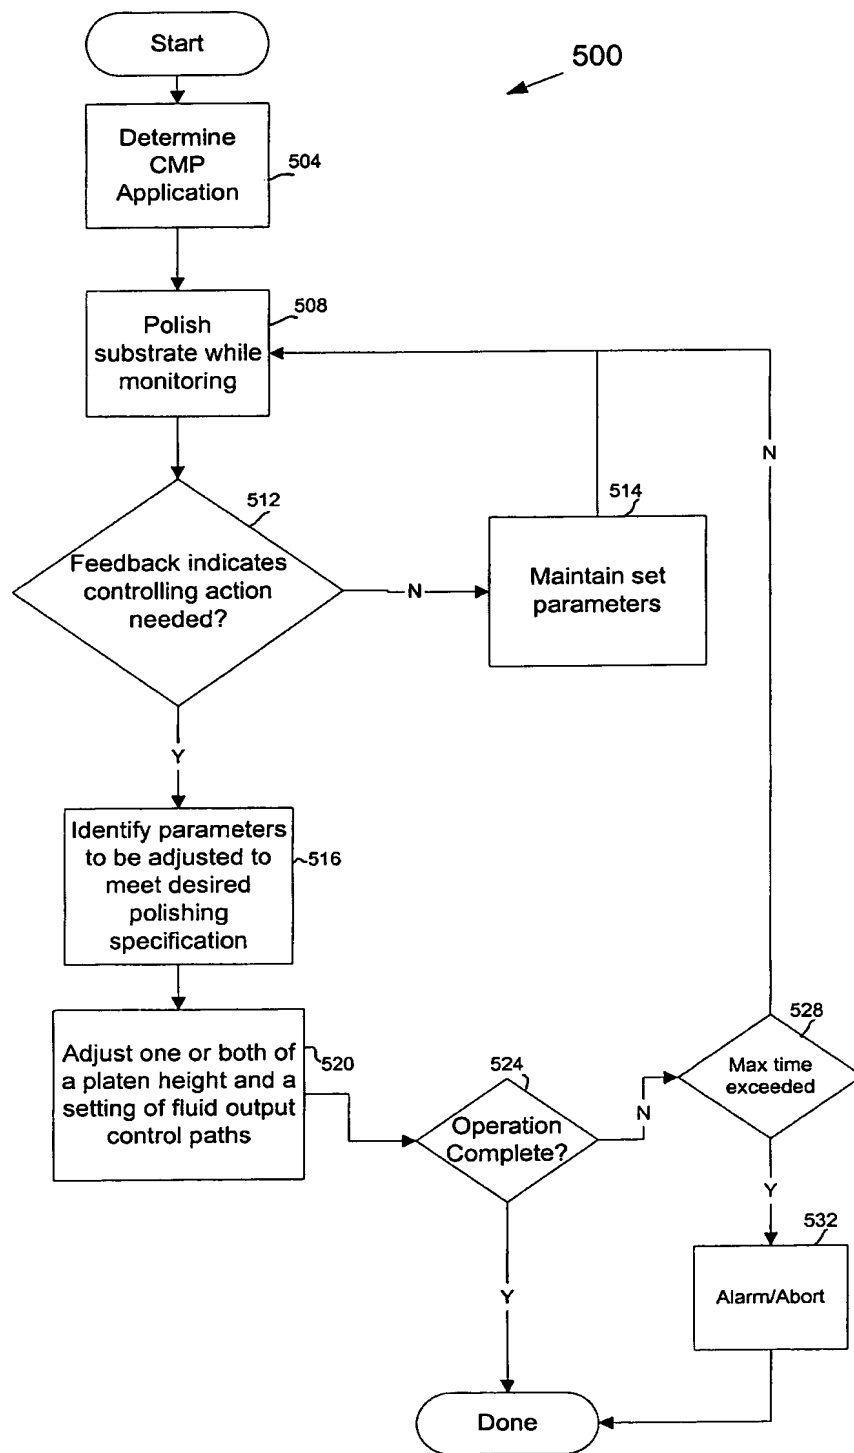 Start
500
Determine
CMP
Application
504
Polish
substrate while
monitoring
508
N
512
Feedback indicates
controlling action
needed?
N
514
Maintain set
parameters
Y
Identify parameters
to be adjusted to
meet desired
polishing
specification
516
Adjust one or both of
a platen height and a
setting of fluid output
control paths
520
524
Operation
Complete?
N
528
Max time
exceeded
Y
Y
532
Alarm/Abort
Done